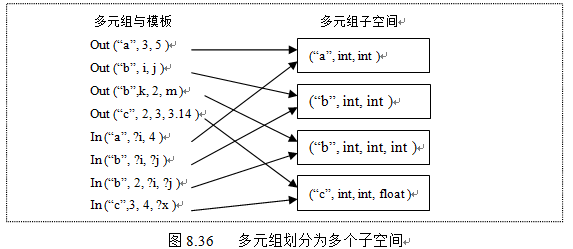 多元组与模板
多元组子空间
Out (“a”, 3, 5 )
Out (“b”, i, j )
Out (“b”,k, 2, m )
Out (“c”, 2, 3, 3.14 )
In (“a”, ?i, 4 )
In (“b”, ?i, ?j )
In (“b”, 2, ?i, ?j )
In (“c”,3, 4, ?x )
(“a”, int, int )
(“b”, int, int )
(“b”, int, int, int )
(“c”, int, int, float )
图 8.36 多元组划分为多个子空间